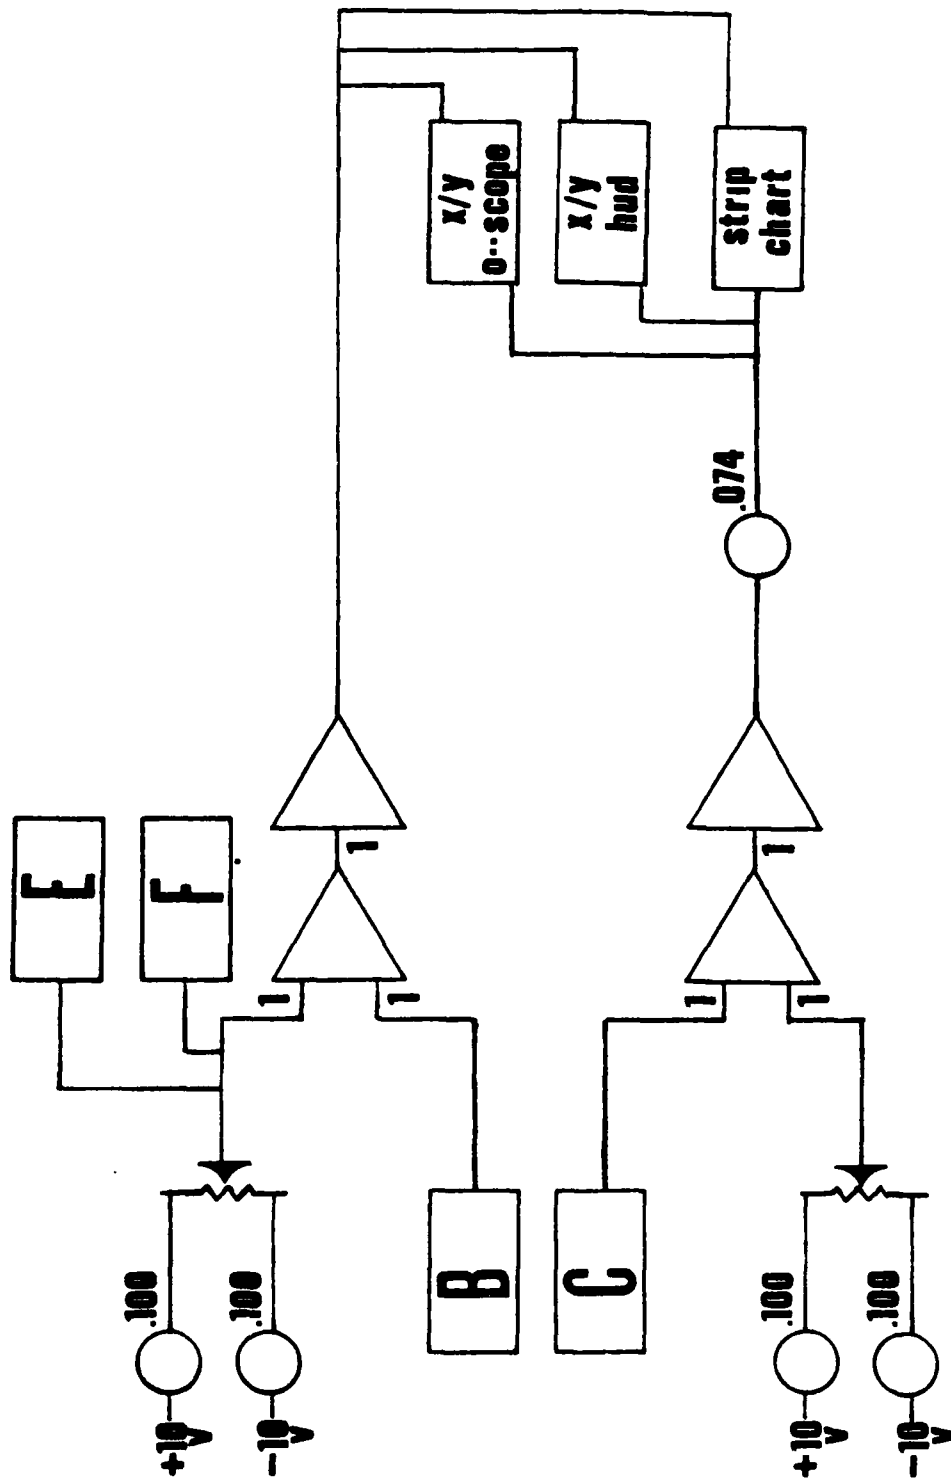 E
F
+10
v
.100
-10
v
.100
1
1
1
B
x/y
o--scope
x/y
hud
strip
chart
C
1
1
1
.074
+10
v
.100
-10
v
.100